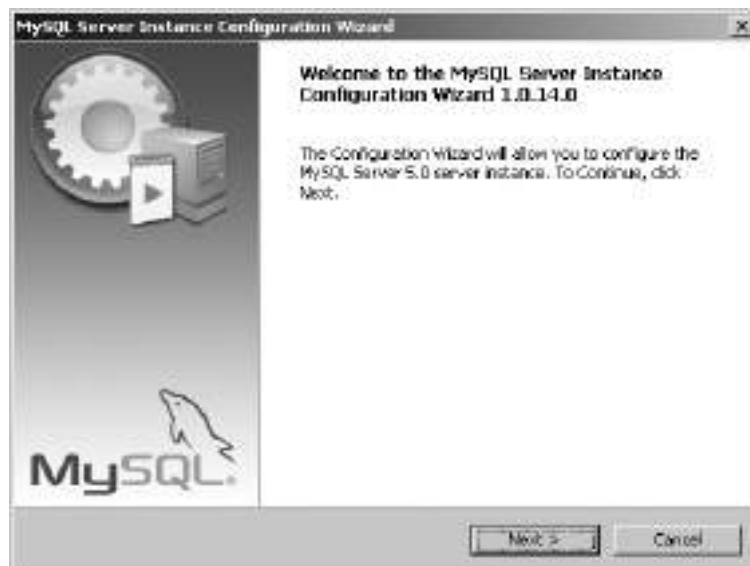 MySQL Server Instance Configuration Wizard
Welcome to the MySQL Server Instance
Configuration Wizard 1.0.14.0
The Configuration Wizard will allow you to configure the
MySQL Server 5.0 server instance. To Continue, click
Next.
MySQL.
Next >
Cancel